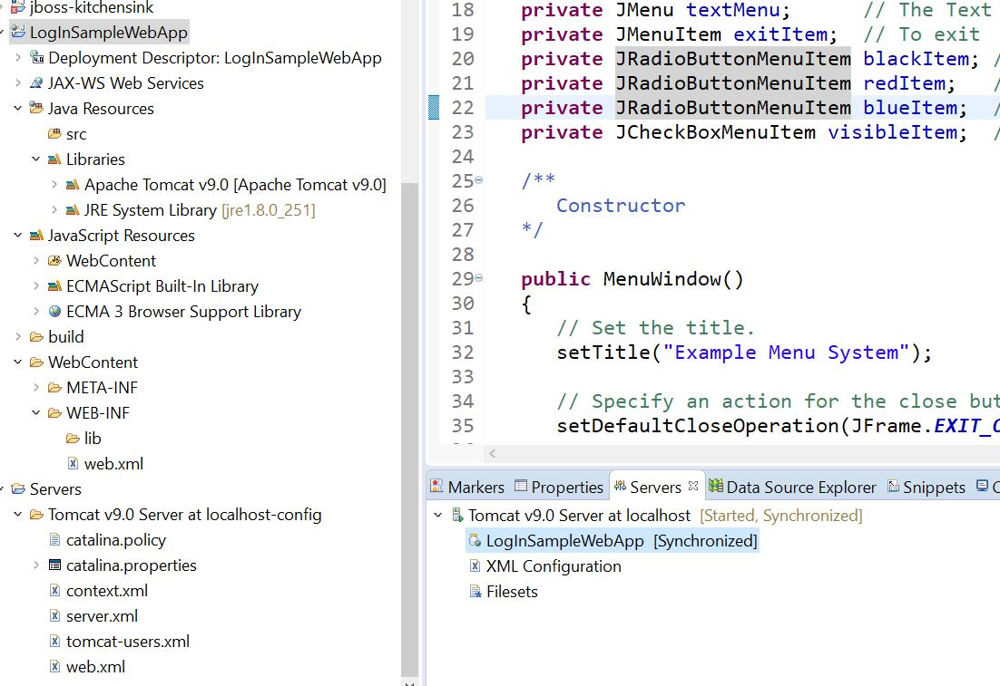 jboss-kitchensink
LogInSampleWebApp
Deployment Descriptor: LogInSampleWebApp
JAX-WS Web Services
Java Resources
src
Libraries
Apache Tomcat v9.0 [Apache Tomcat v9.0]
JRE System Library [jre1.8.0_251]
JavaScript Resources
WebContent
ECMAScript Built-In Library
ECMA 3 Browser Support Library
build
WebContent
META-INF
WEB-INF
lib
web.xml
Servers
Tomcat v9.0 Server at localhost-config
catalina.policy
catalina.properties
context.xml
server.xml
tomcat-users.xml
web.xml
18 private JMenu textMenu; // The Text
19 private JMenuItem exitItem; // To exit
20 private JRadioButtonMenuItem blackItem; /
21 private JRadioButtonMenuItem redItem; /
22 private JRadioButtonMenuItem blueItem; /
23 private JCheckBoxMenuItem visibleItem; /
24
25 /**
26 Constructor
27 */
28
29 public MenuWindow()
30 {
31 // Set the title.
32 setTitle("Example Menu System");
33
34 // Specify an action for the close but
35 setDefaultCloseOperation(JFrame.EXIT_C
Markers Properties Servers Data Source Explorer Snippets C
Tomcat v9.0 Server at localhost [Started, Synchronized]
LogInSampleWebApp [Synchronized]
XML Configuration
Filesets